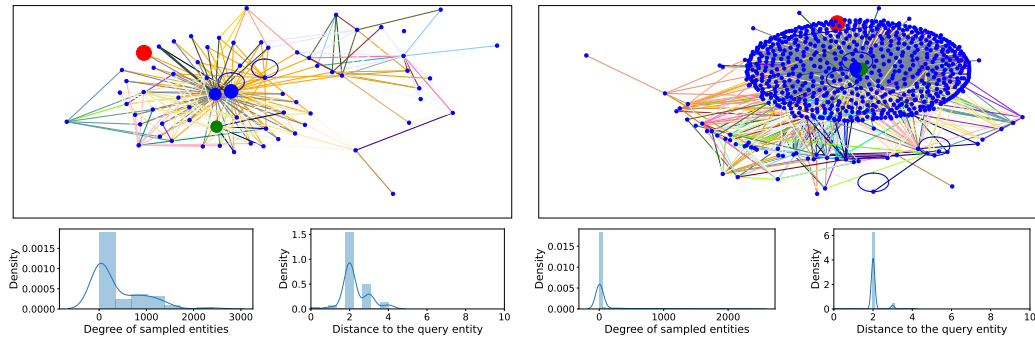 0.0015
0.0010
0.0005
0.0000
Density
0 1000 2000 3000
Degree of sampled entities
1.5
1.0
0.5
0.0
Density
0 2 4 6 8 10
Distance to the query entity
0.015
0.010
0.005
0.000
Density
0 1000 2000
Degree of sampled entities
6
4
2
0
Density
0 2 4 6 8 10
Distance to the query entity